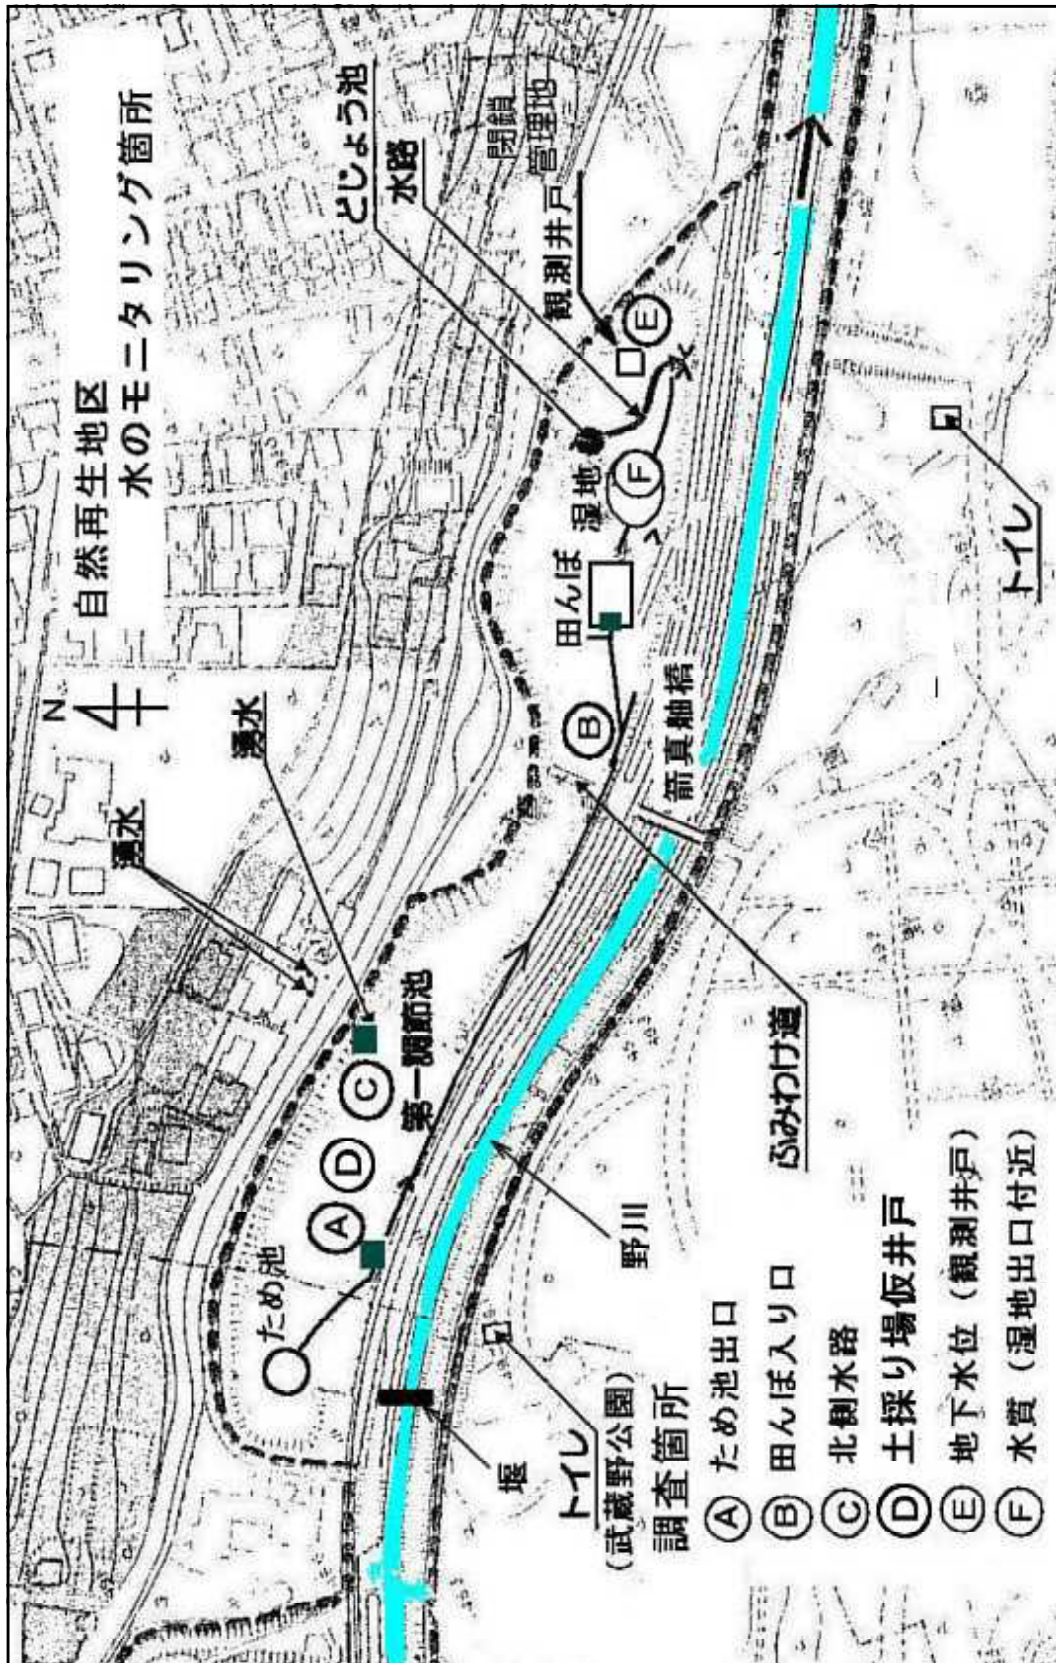 自然再生地区
水のモニタリング箇所
N
湧水
湧水
どじょう池
水路
閉鎖
管理地
観測井戸
E
F
湿地
田んぼ
B
箭真舳橋
第一調節池
C
D
A
ため池
ふみわけ道
野川
堰
トイレ
トイレ
(武蔵野公園)
調査箇所
A ため池出口
B 田んぼ入り口
C 北側水路
D 土採り場仮井戸
E 地下水位(観測井戸)
F 水質(湿地出口付近)